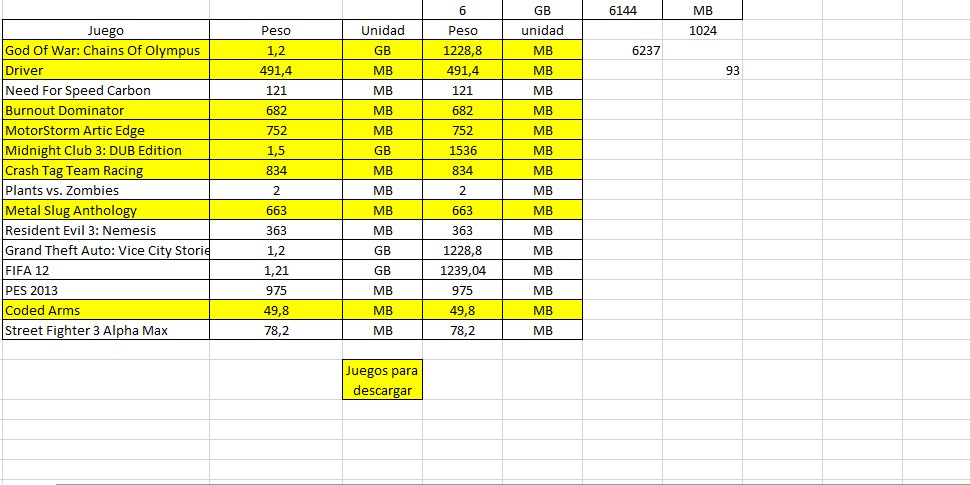 6 GB 6144 MB
Juego Peso Unidad Peso unidad 1024
God Of War: Chains Of Olympus 1,2 GB 1228,8 MB 6237
Driver 491,4 MB 491,4 MB 93
Need For Speed Carbon 121 MB 121 MB
Burnout Dominator 682 MB 682 MB
MotorStorm Artic Edge 752 MB 752 MB
Midnight Club 3: DUB Edition 1,5 GB 1536 MB
Crash Tag Team Racing 834 MB 834 MB
Plants vs. Zombies 2 MB 2 MB
Metal Slug Anthology 663 MB 663 MB
Resident Evil 3: Nemesis 363 MB 363 MB
Grand Theft Auto: Vice City Storie 1,2 GB 1228,8 MB
FIFA 12 1,21 GB 1239,04 MB
PES 2013 975 MB 975 MB
Coded Arms 49,8 MB 49,8 MB
Street Fighter 3 Alpha Max 78,2 MB 78,2 MB
Juegos para
descargar